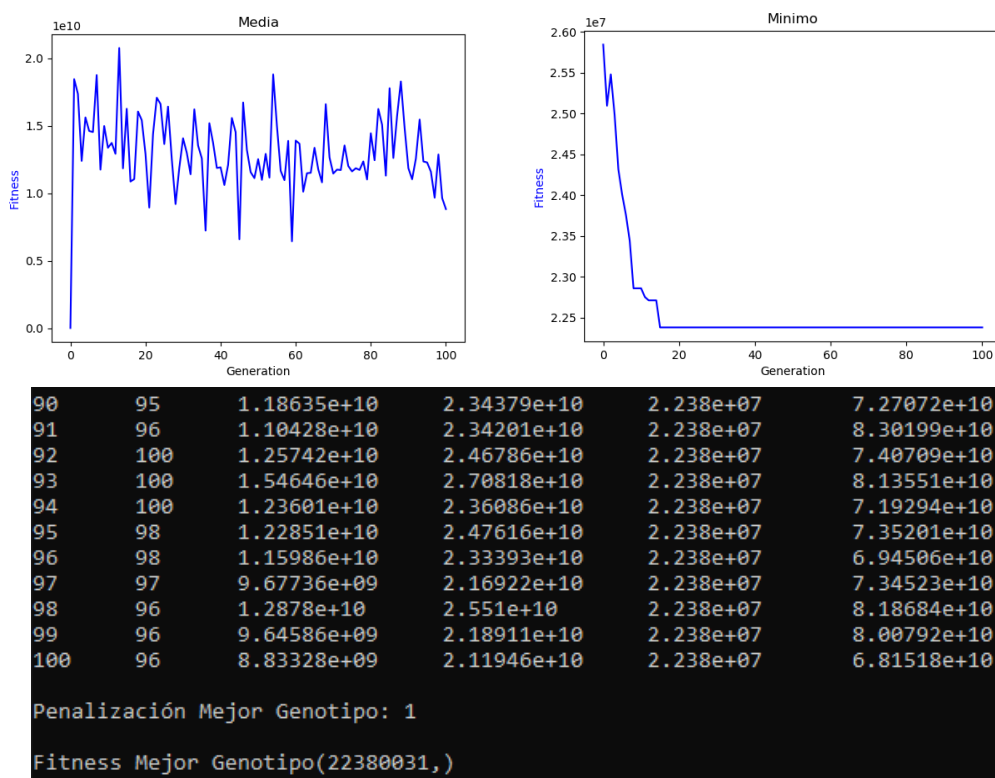 Media
1e10
2.0
1.5
1.0
0.5
0.0
Fitness
0 20 40 60 80 100
Generation
Minimo
1e7
2.60
2.55
2.50
2.45
2.40
2.35
2.30
2.25
Fitness
0 20 40 60 80 100
Generation
90 95 1.18635e+10 2.34379e+10 2.238e+07 7.27072e+10
91 96 1.10428e+10 2.34201e+10 2.238e+07 8.30199e+10
92 100 1.25742e+10 2.46786e+10 2.238e+07 7.40709e+10
93 100 1.54646e+10 2.70818e+10 2.238e+07 8.13551e+10
94 100 1.23601e+10 2.36086e+10 2.238e+07 7.19294e+10
95 98 1.22851e+10 2.47616e+10 2.238e+07 7.35201e+10
96 98 1.15986e+10 2.33393e+10 2.238e+07 6.94506e+10
97 97 9.67736e+09 2.16922e+10 2.238e+07 7.34523e+10
98 96 1.2878e+10 2.551e+10 2.238e+07 8.18684e+10
99 96 9.64586e+09 2.18911e+10 2.238e+07 8.00792e+10
100 96 8.83328e+09 2.11946e+10 2.238e+07 6.81518e+10
Penalización Mejor Genotipo: 1
Fitness Mejor Genotipo(22380031,)